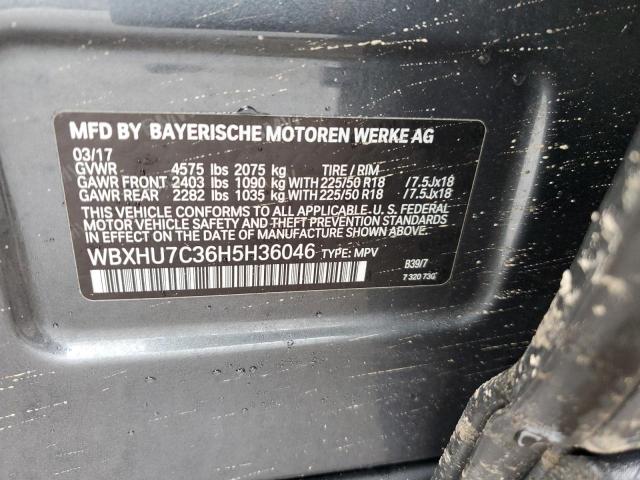 MFD BY BAYERISCHE MOTOREN WERKE AG
03/17
GVWR 4575 lbs 2075 kg TIRE / RIM
GAWR FRONT 2403 lbs 1090 kg WITH 225/50 R18 /7.5Jx18
GAWR REAR 2282 lbs 1035 kg WITH 225/50 R18 /7.5Jx18
THIS VEHICLE CONFORMS TO ALL APPLICABLE U. S. FEDERAL
MOTOR VEHICLE SAFETY AND THEFT PREVENTION
STANDARDS IN EFFECT ON THE DATE OF MANUFACTURE
SHOWN ABOVE.
WBXHU7C36H5H36046 TYPE: MPV
B39/7
7 320 730